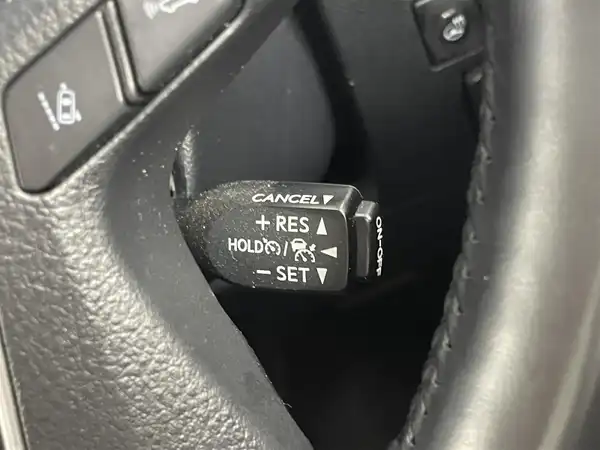 CANCEL▼
+ RES ▲
HOLD / ◀
− SET ▼
ON-OFF